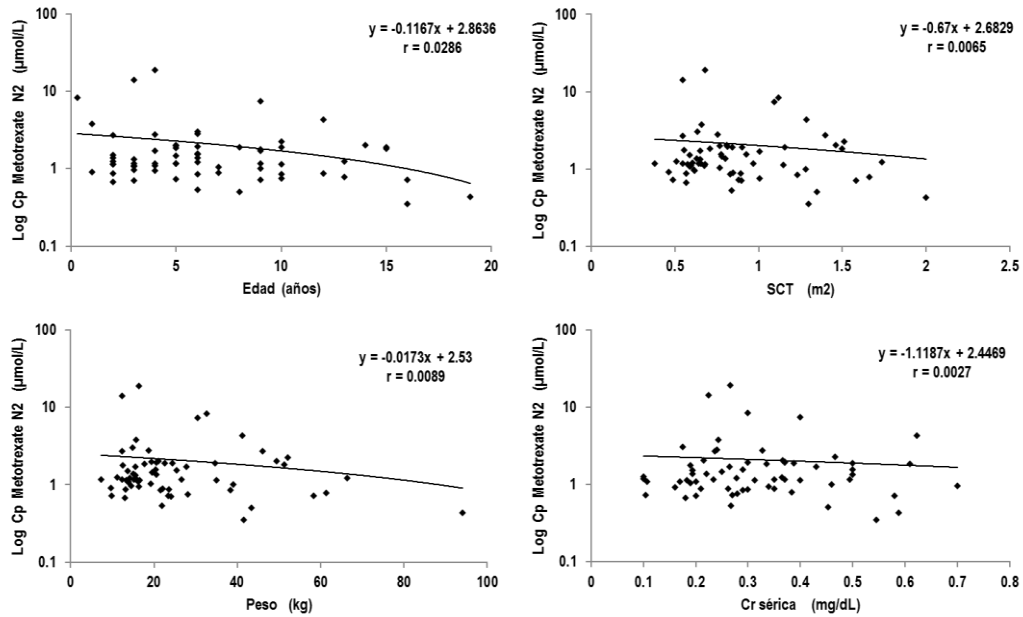 y = -0.1167x + 2.8636
r = 0.0286
Log Cp Metotrexate N2 (µmol/L)
100
10
1
0.1
0
5
10
15
20
Edad (años)
y = -0.67x + 2.6829
r = 0.0065
Log Cp Metotrexate N2 (µmol/L)
100
10
1
0.1
0
0.5
1
1.5
2
2.5
SCT (m2)
y = -0.0173x + 2.53
r = 0.0089
Log Cp Metotrexate N2 (µmol/L)
100
10
1
0.1
0
20
40
60
80
100
Peso (kg)
y = -1.1187x + 2.4469
r = 0.0027
Log Cp Metotrexate N2 (µmol/L)
100
10
1
0.1
0
0.1
0.2
0.3
0.4
0.5
0.6
0.7
0.8
Cr sérica (mg/dL)